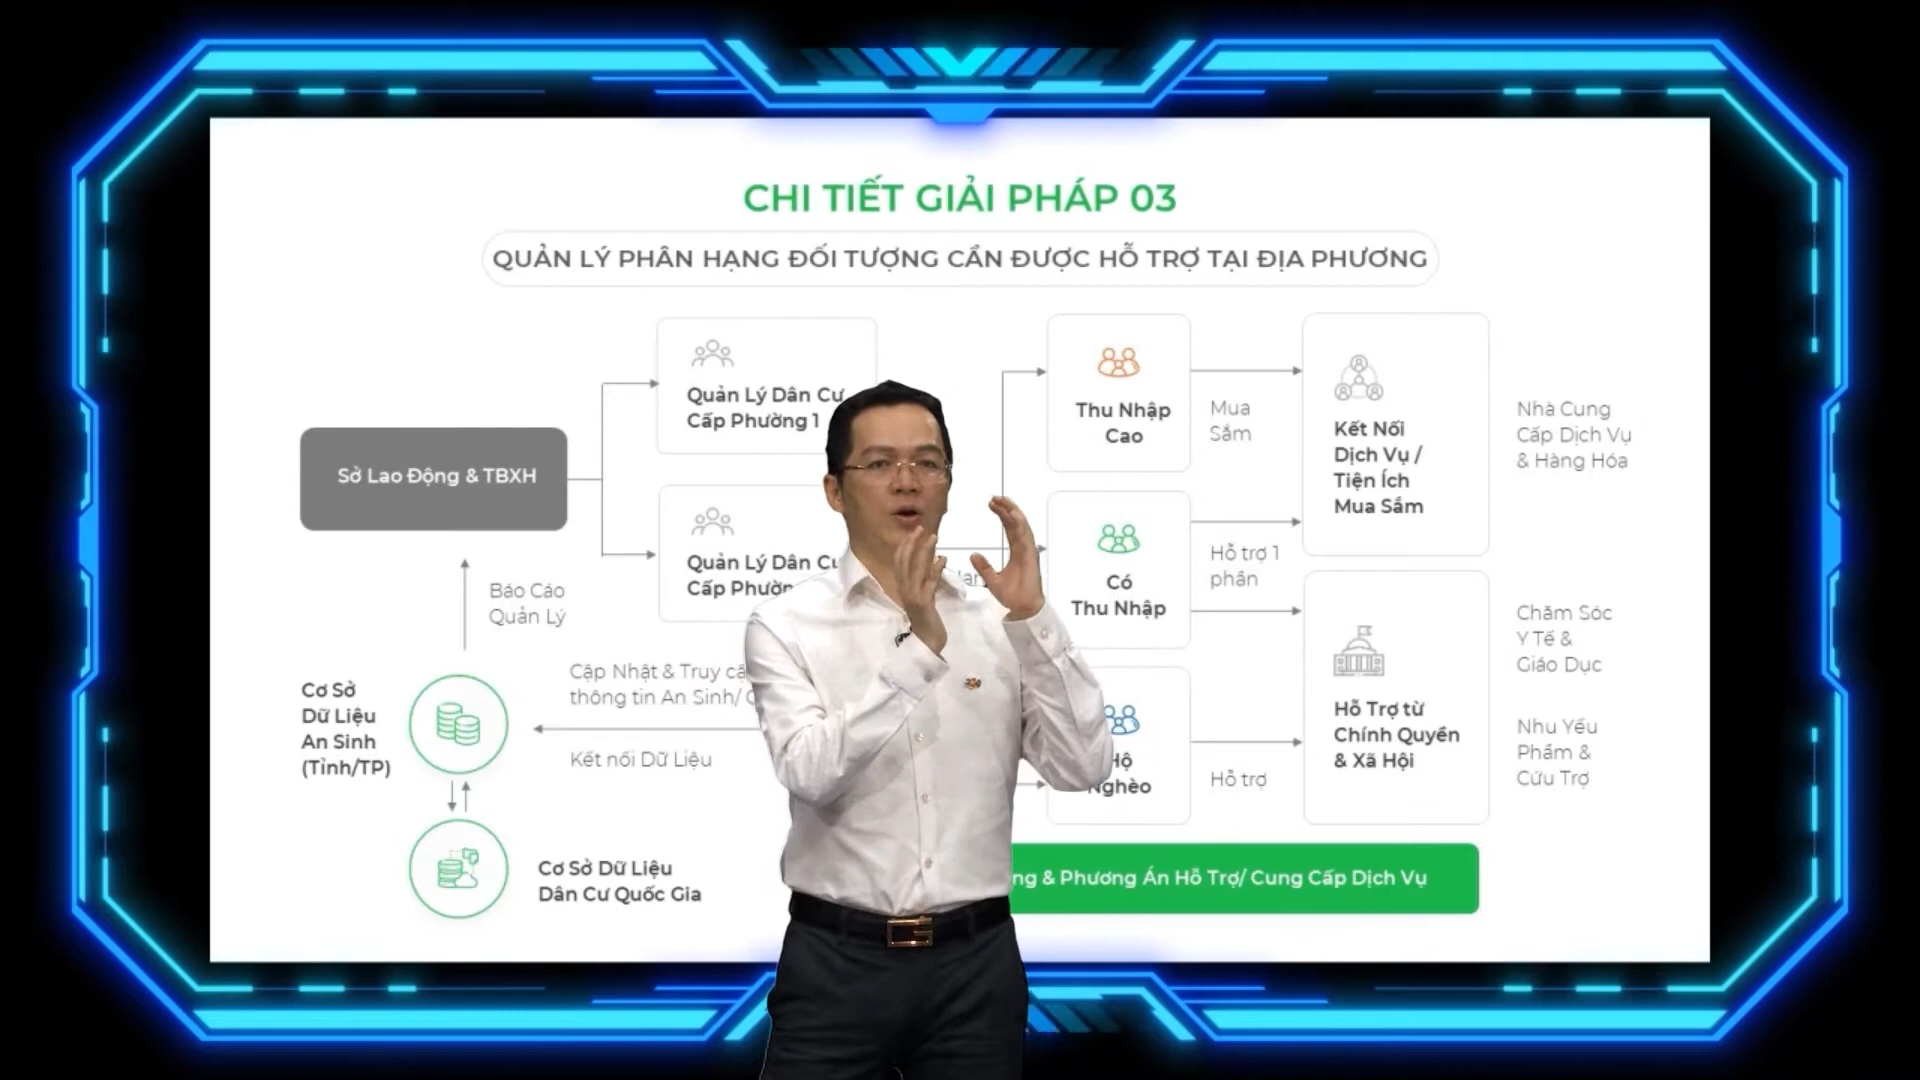 CHI TIẾT GIẢI PHÁP 03
QUẢN LÝ PHÂN HẠNG ĐỐI TƯỢNG CẦN ĐƯỢC HỖ TRỢ TẠI ĐỊA PHƯƠNG
Sở Lao Động & TBXH
Quản Lý Dân Cư
Cấp Phường 1
Quản Lý Dân Cư
Cấp
Báo Cáo
Quản Lý
Cập Nhật & Truy
thông tin An Sinh/
Kết nối Dữ Liệu
Cơ Sở
Dữ Liệu
An Sinh
(Tỉnh/TP)
Cơ Sở Dữ Liệu
Dân Cư Quốc Gia
Thu Nhập
Cao
Mua
Sắm
Có
Thu Nhập
Hỗ trợ 1
phần
Hộ
Nghèo
Hỗ trợ
Kết Nối
Dịch Vụ /
Tiện Ích
Mua Sắm
Nhà Cung
Cấp Dịch Vụ
& Hàng Hóa
Hỗ Trợ từ
Chính Quyền
& Xã Hội
Chăm Sóc
Y Tế &
Giáo Dục
Nhu Yếu
Phẩm &
Cứu Trợ
& Phương Án Hỗ Trợ/ Cung Cấp Dịch Vụ